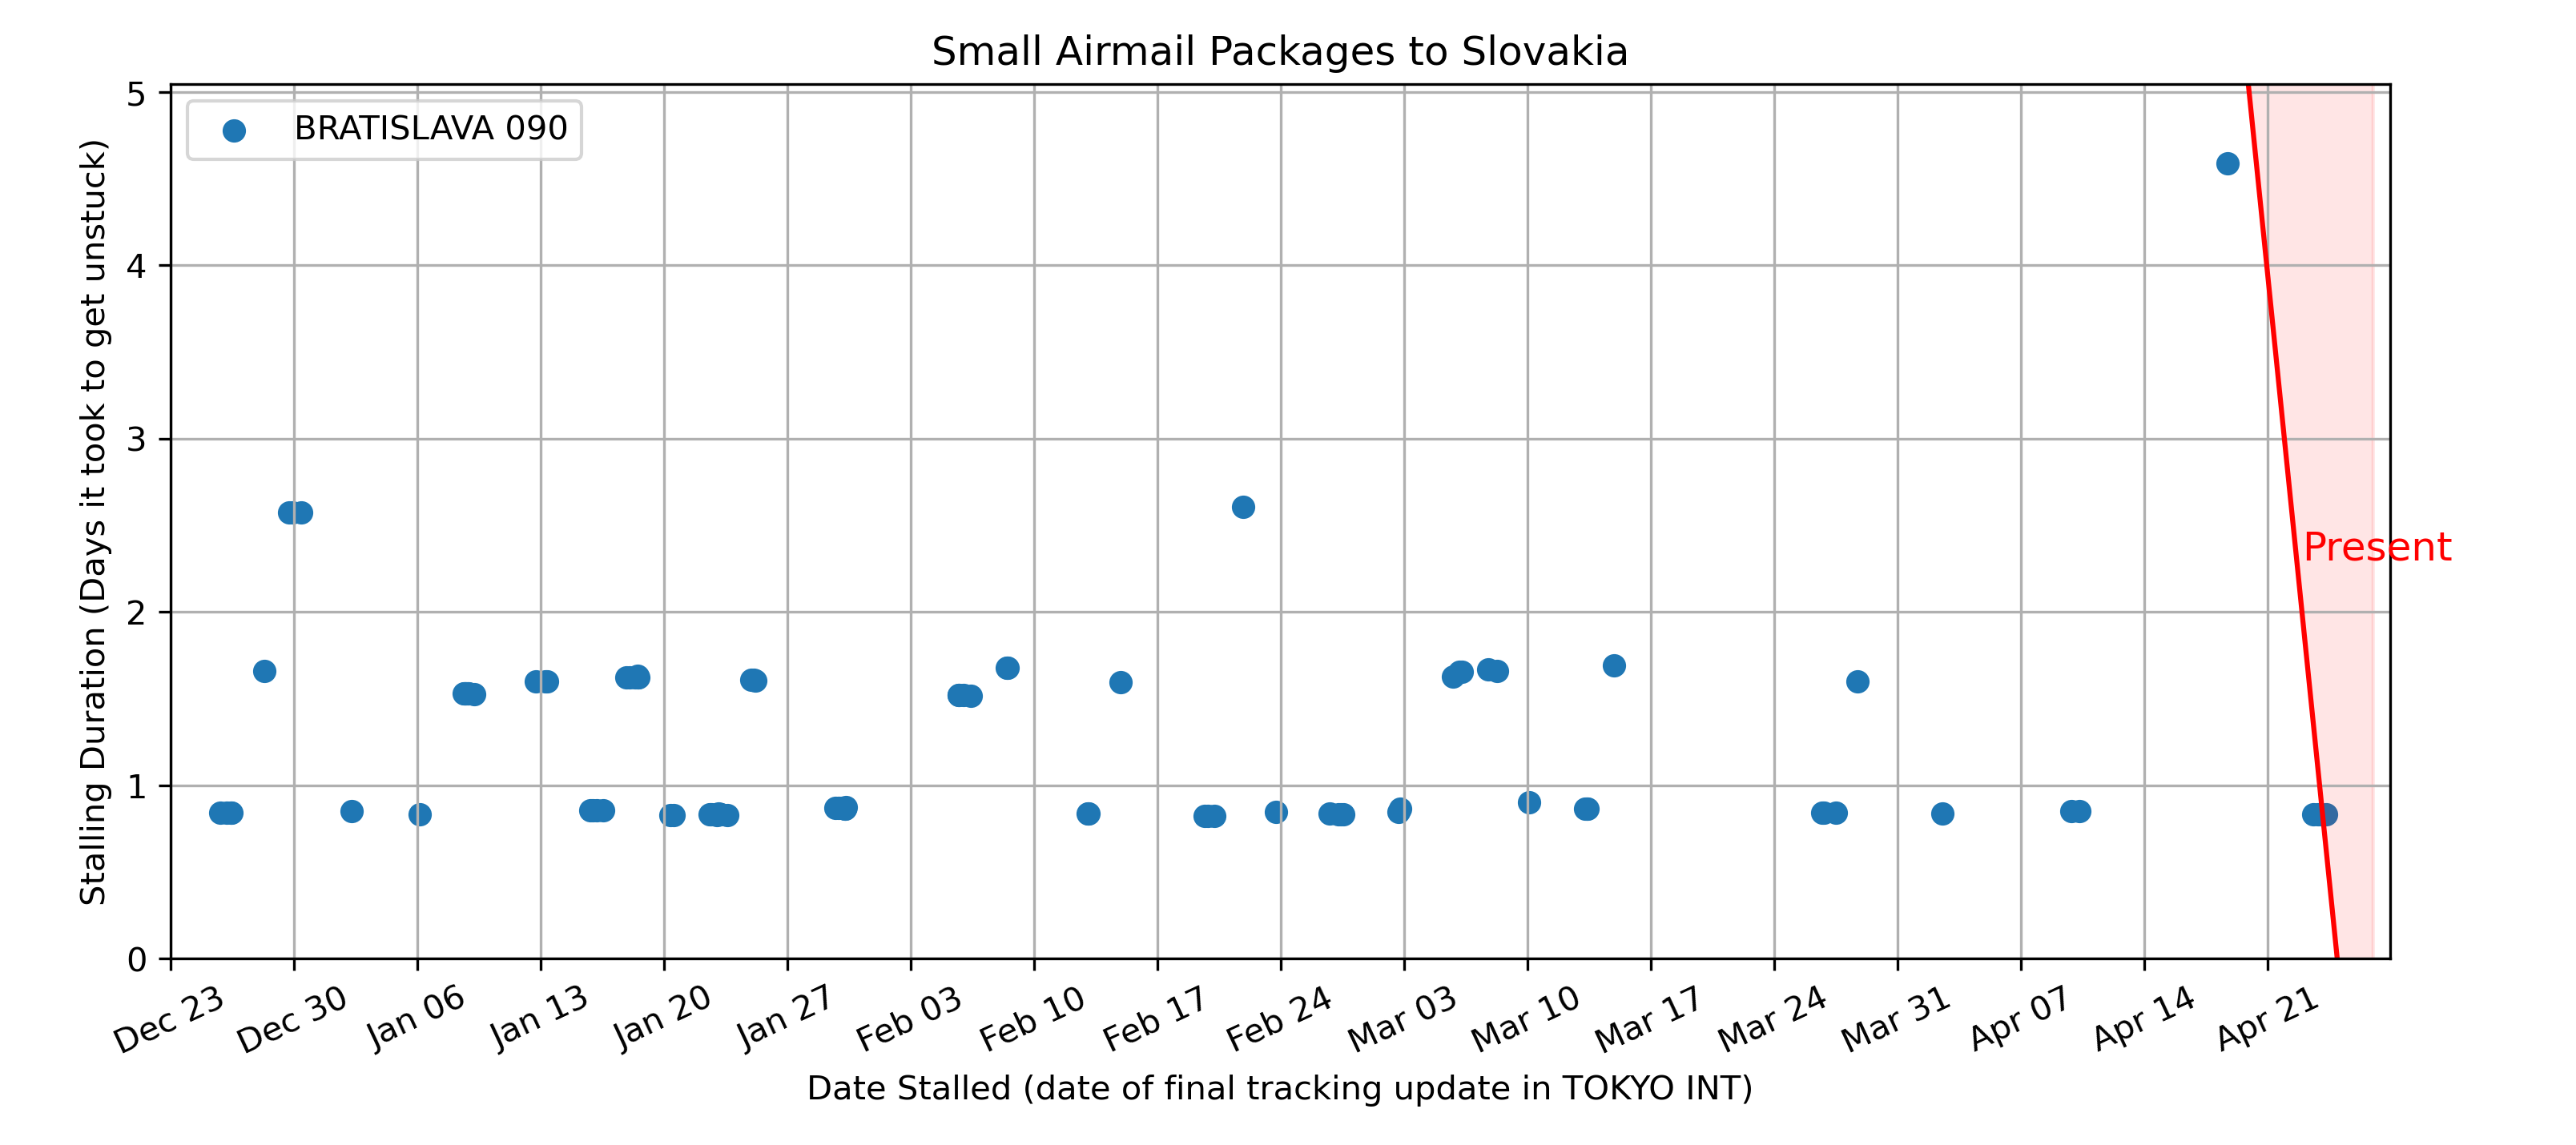 Small Airmail Packages to Slovakia
BRATISLAVA 090
Stalling Duration (Days it took to get unstuck)
5
4
3
2
1
0
Present
Dec 23
Dec 30
Jan 06
Jan 13
Jan 20
Jan 27
Feb 03
Feb 10
Feb 17
Feb 24
Mar 03
Mar 10
Mar 17
Mar 24
Mar 31
Apr 07
Apr 14
Apr 21
Date Stalled (date of final tracking update in TOKYO INT)